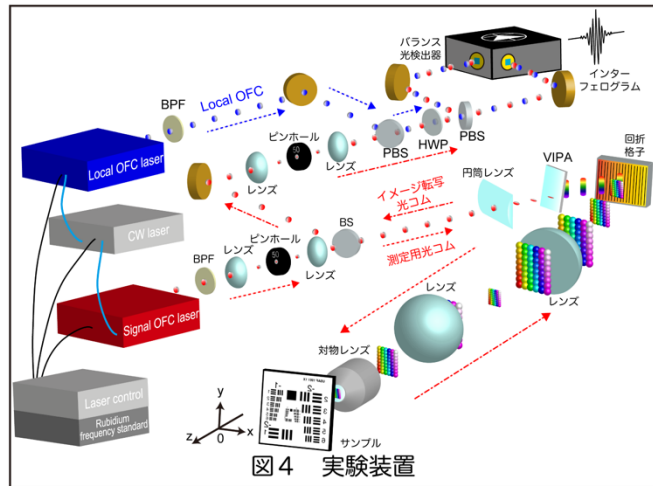 バランス
光検出器
インター
フェログラム
BPF
Local OFC
Local OFC laser
ピンホール
50
レンズ
レンズ
PBS
HWP
PBS
回折
格子
VIPA
円筒レンズ
イメージ転写
光コム
CW laser
BS
測定用光コム
ピンホール
50
レンズ
レンズ
BPF
Signal OFC laser
レンズ
レンズ
対物レンズ
Laser control
Rubidium
frequency standard
y
x
z
0
サンプル
図4 実験装置